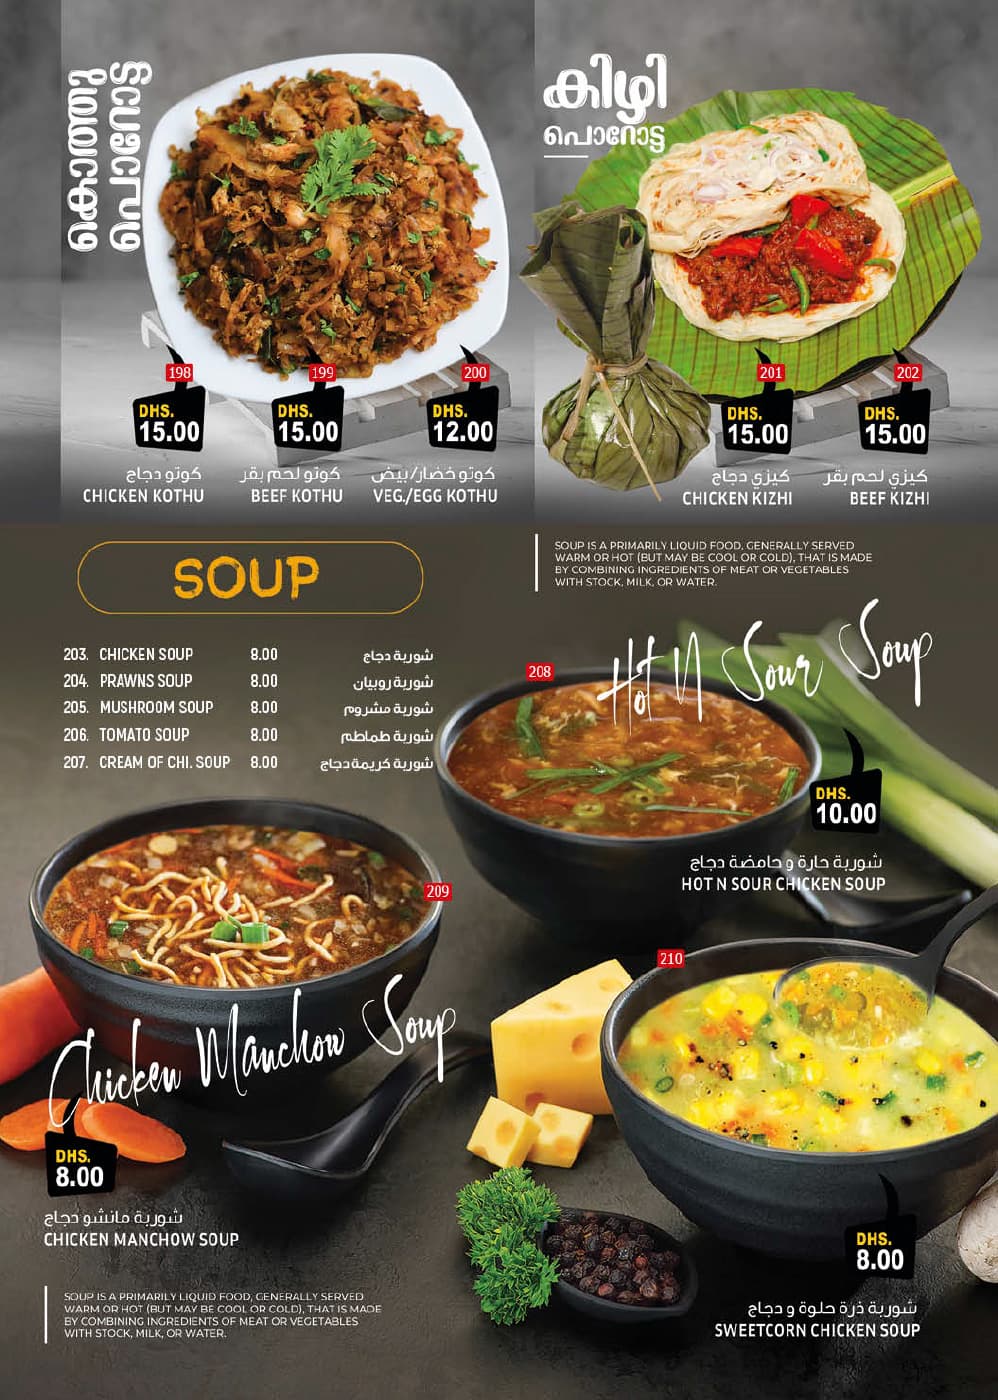 കൊത്തു
പൊറോട്ട
198
199
200
DHS.
15.00
DHS.
15.00
DHS.
12.00
كوتو دجاج
CHICKEN KOTHU
كوتو لحم بقر
BEEF KOTHU
كوتو خضار/بيض
VEG./EGG KOTHU
കിഴി
പൊറോട്ട
201
202
DHS.
15.00
DHS.
15.00
كيزي دجاج
CHICKEN KIZHI
كيزي لحم بقر
BEEF KIZHI
SOUP
SOUP IS A PRIMARILY LIQUID FOOD, GENERALLY SERVED
WARM OR HOT (BUT MAY BE COOL OR COLD), THAT IS MADE
BY COMBINING INGREDIENTS OF MEAT OR VEGETABLES
WITH STOCK, MILK, OR WATER.
203. CHICKEN SOUP 8.00 شوربة دجاج
204. PRAWNS SOUP 8.00 شوربة روبيان
205. MUSHROOM SOUP 8.00 شوربة مشروم
206. TOMATO SOUP 8.00 شوربة طماطم
207. CREAM OF CHI. SOUP 8.00 شوربة كريمة دجاج
208
Hot N Sour Soup
DHS.
10.00
شوربة حارة و حامضة دجاج
HOT N SOUR CHICKEN SOUP
209
Chicken Manchow Soup
DHS.
8.00
شوربة مانشو دجاج
CHICKEN MANCHOW SOUP
210
DHS.
8.00
شوربة ذرة حلوة و دجاج
SWEETCORN CHICKEN SOUP
SOUP IS A PRIMARILY LIQUID FOOD, GENERALLY SERVED
WARM OR HOT (BUT MAY BE COOL OR COLD), THAT IS MADE
BY COMBINING INGREDIENTS OF MEAT OR VEGETABLES
WITH STOCK, MILK, OR WATER.